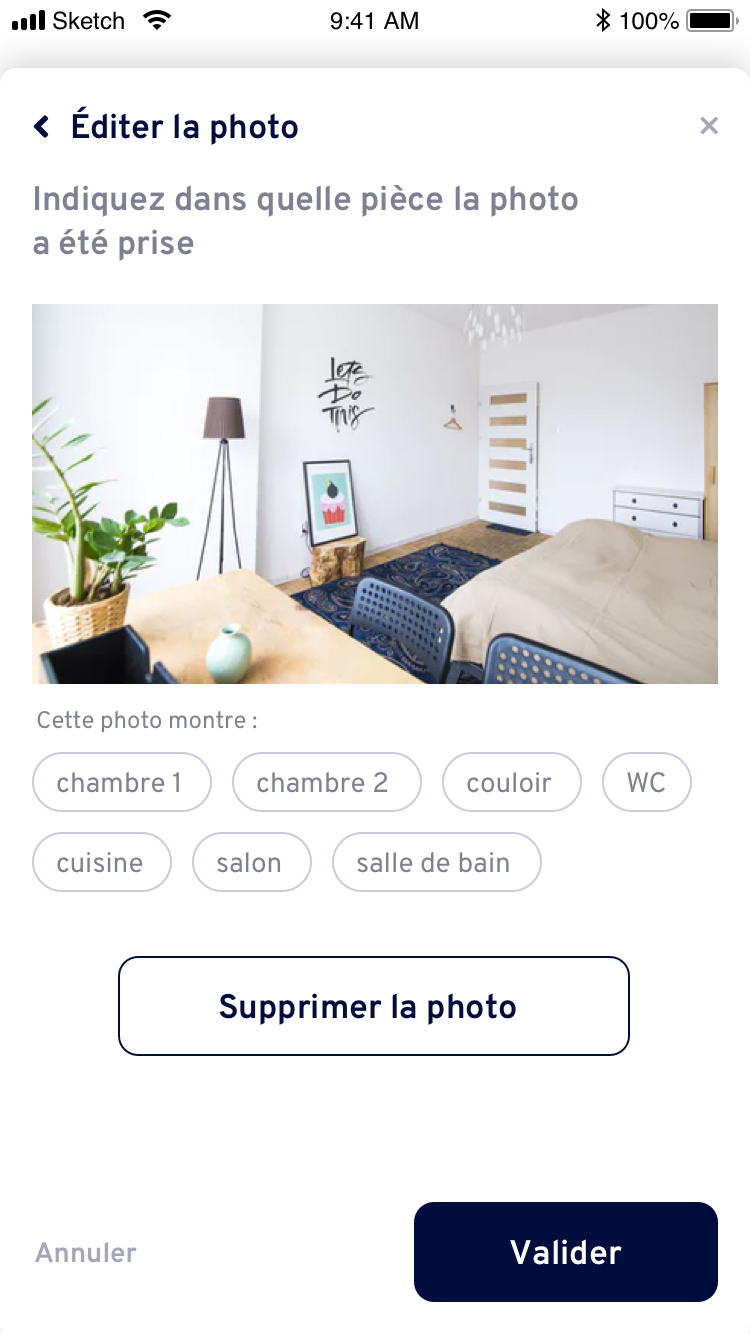 Sketch 9:41 AM 100%
Éditer la photo
Indiquez dans quelle pièce la photo
a été prise
Let's
Do
This
Cette photo montre :
chambre 1 chambre 2 couloir WC
cuisine salon salle de bain
Supprimer la photo
Annuler Valider